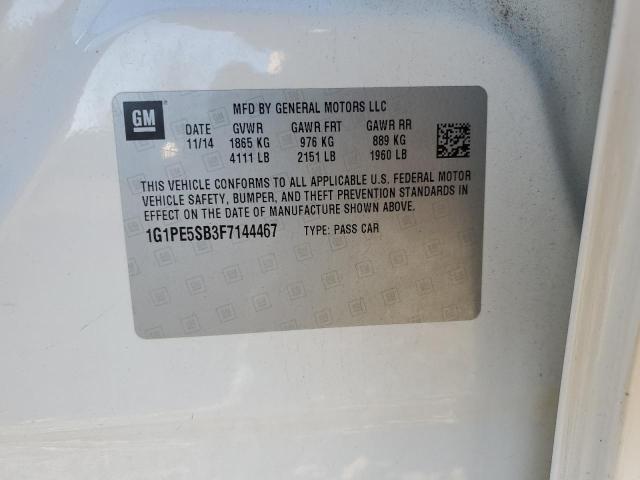 GM
MFD BY GENERAL MOTORS LLC
DATE GVWR GAWR FRT GAWR RR
11/14 1865 KG 976 KG 889 KG
4111 LB 2151 LB 1960 LB
THIS VEHICLE CONFORMS TO ALL APPLICABLE U.S. FEDERAL MOTOR
VEHICLE SAFETY, BUMPER, AND THEFT PREVENTION STANDARDS IN
EFFECT ON THE DATE OF MANUFACTURE SHOWN ABOVE.
1G1PE5SB3F7144467 TYPE: PASS CAR